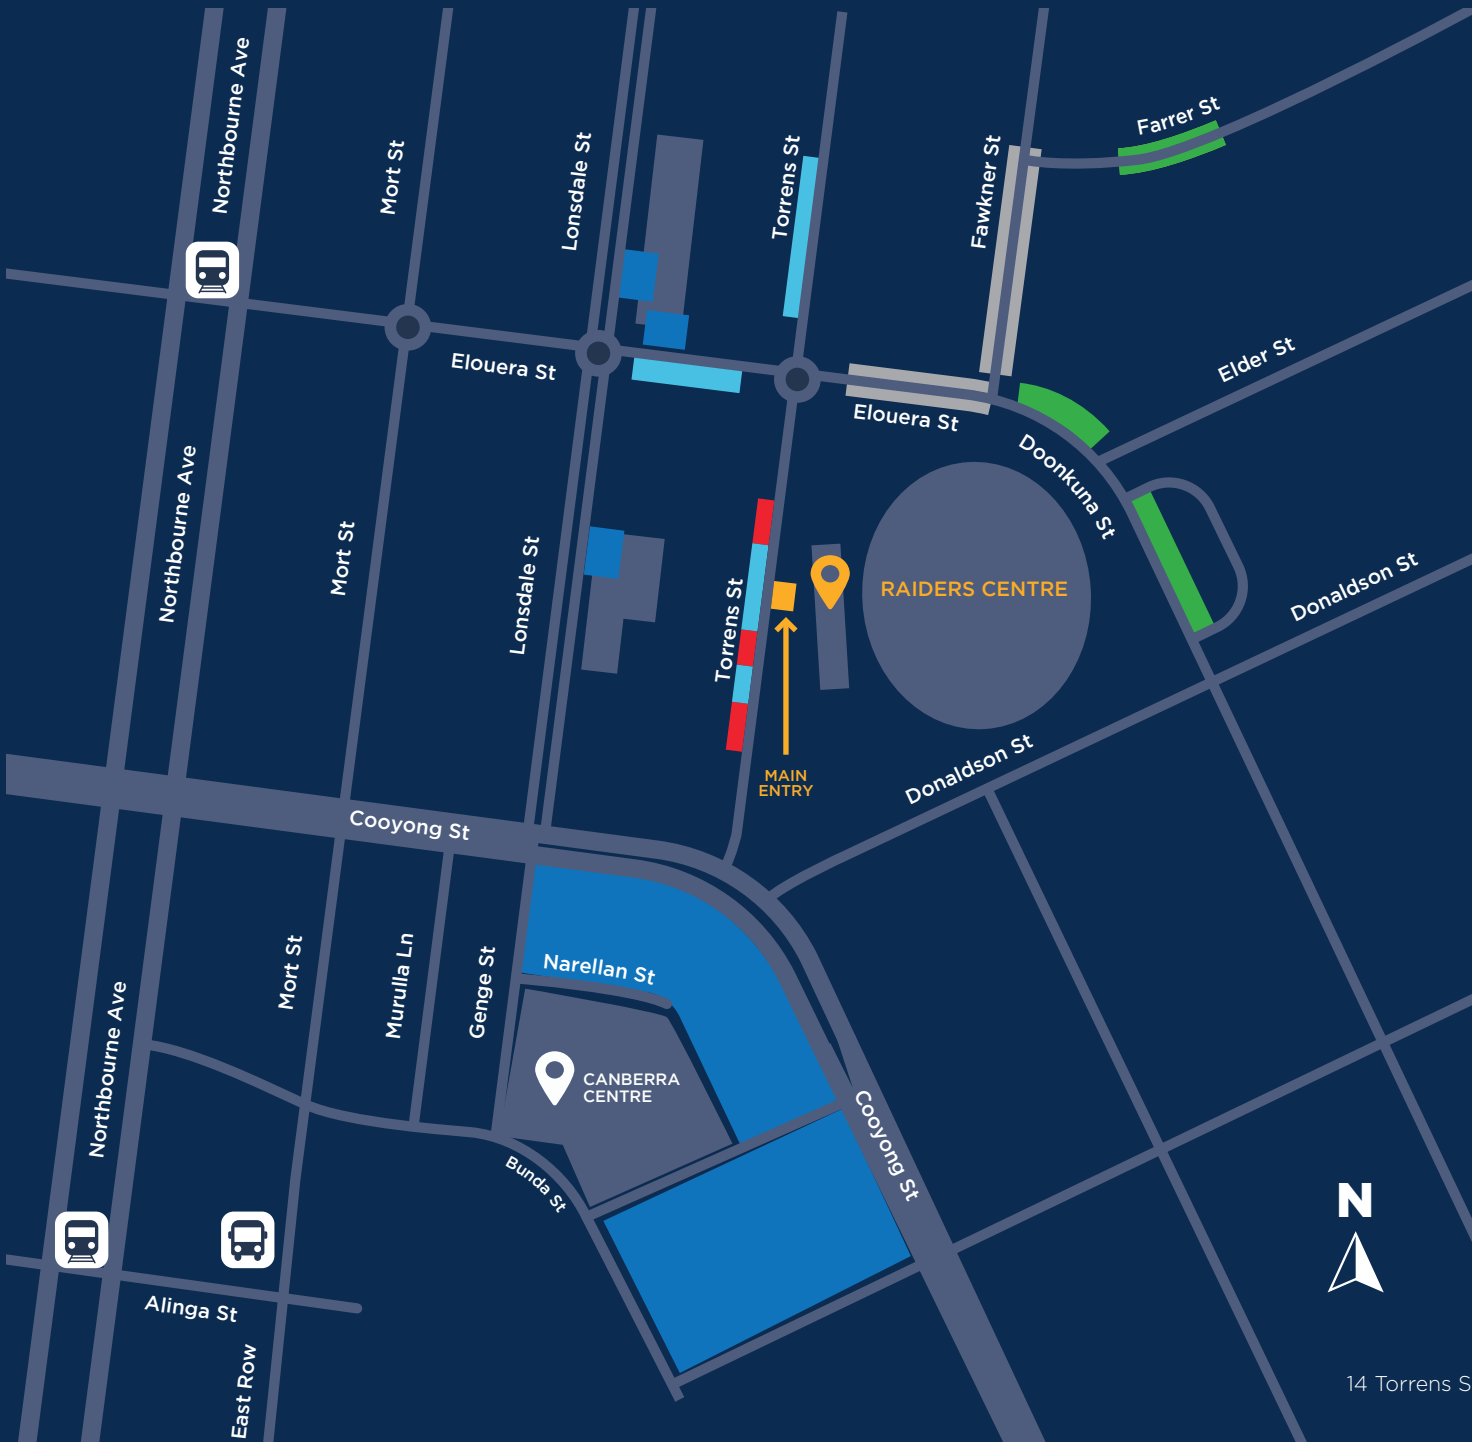 Northbourne Ave
Mort St
Lonsdale St
Torrens St
Fawkner St
Farrer St
Elouera St
Elouera St
Elder St
Doonkuna St
Northbourne Ave
Mort St
Lonsdale St
Torrens St
RAIDERS CENTRE
Donaldson St
MAIN
ENTRY
Donaldson St
Cooyong St
Northbourne Ave
Mort St
Murulla Ln
Genge St
Narellan St
CANBERRA
CENTRE
Cooyong St
Bunda St
N
Alinga St
East Row
14 Torrens S